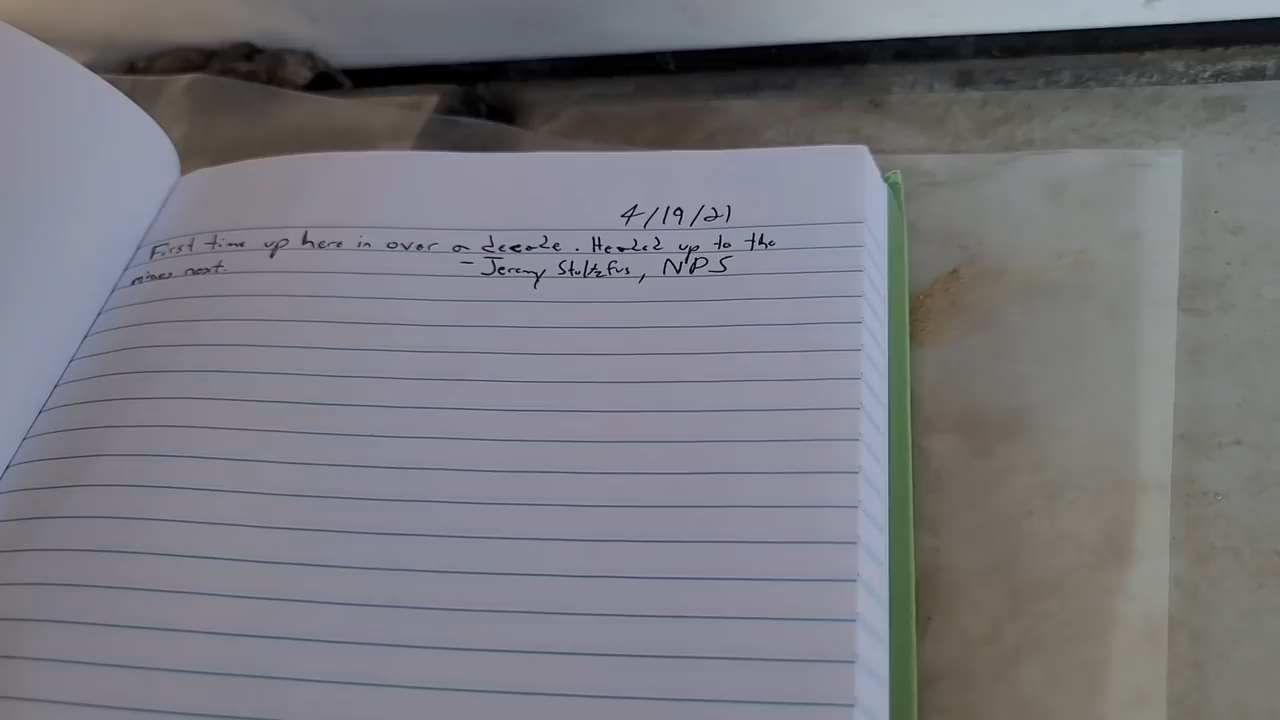 4/19/21
First time up here in over a decade. Headed up to the
mines next.
- Jeremy Stoltzfus, NPS